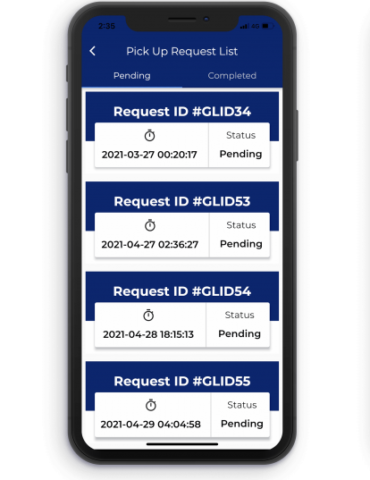 2:35
4G
Pick Up Request List
Pending Completed
Request ID #GLID34
Status
2021-03-27 00:20:17 Pending
Request ID #GLID53
Status
2021-04-27 02:36:27 Pending
Request ID #GLID54
Status
2021-04-28 18:15:13 Pending
Request ID #GLID55
Status
2021-04-29 04:04:58 Pending